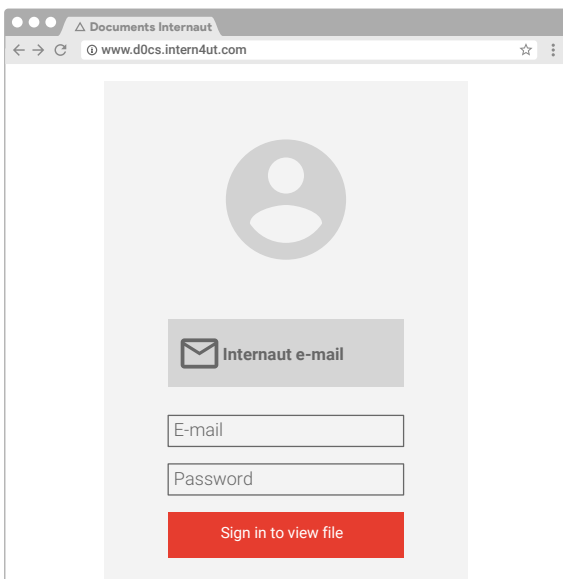 Documents Internaut
www.d0cs.intern4ut.com
Internaut e-mail
E-mail
Password
Sign in to view file